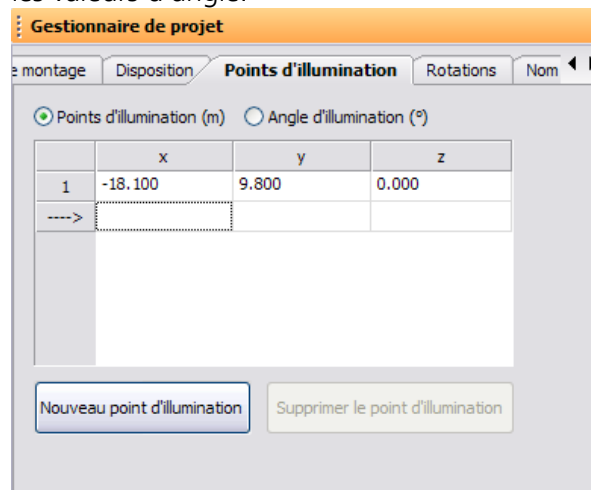 Gestionnaire de projet
montage Disposition Points d'illumination Rotations Nom
Points d'illumination (m) Angle d'illumination (º)
x y z
1 -18.100 9.800 0.000
---->
Nouveau point d'illumination Supprimer le point d'illumination